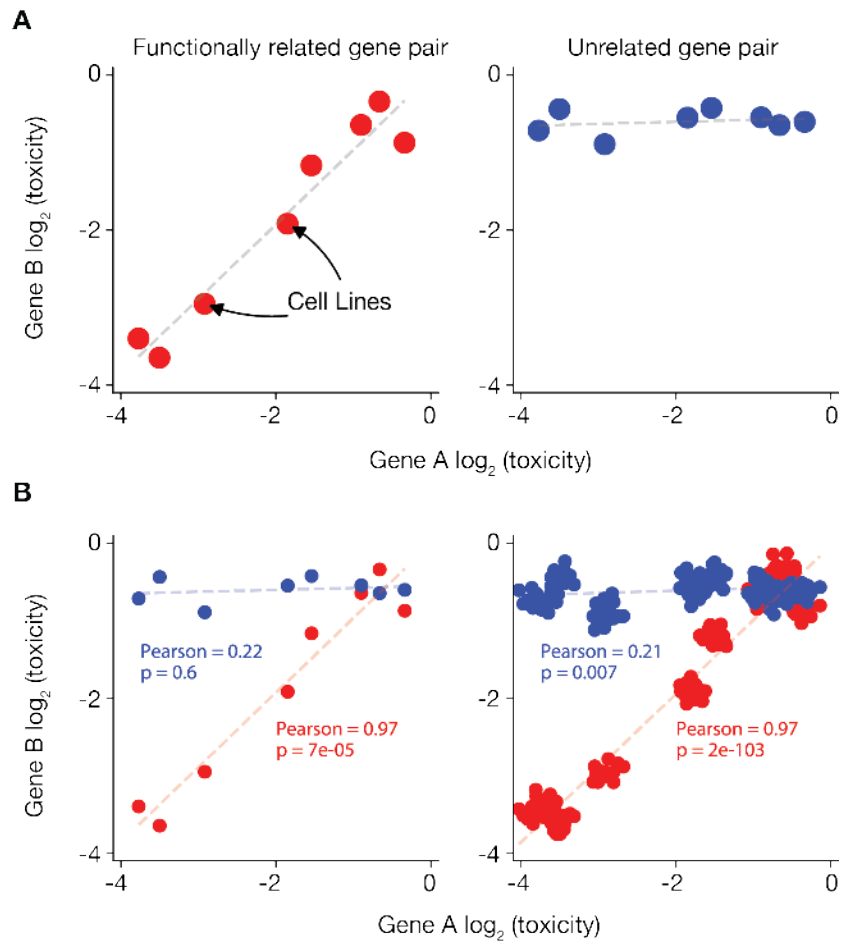 A
Functionally related gene pair
Unrelated gene pair
0
-2
-4
Gene B log2 (toxicity)
Cell Lines
-4
-2
0
0
-2
-4
-4
-2
0
Gene A log2 (toxicity)
B
0
-2
-4
Gene B log2 (toxicity)
Pearson = 0.22
p = 0.6
Pearson = 0.97
p = 7e-05
-4
-2
0
0
-2
-4
Pearson = 0.21
p = 0.007
Pearson = 0.97
p = 2e-103
-4
-2
0
Gene A log2 (toxicity)